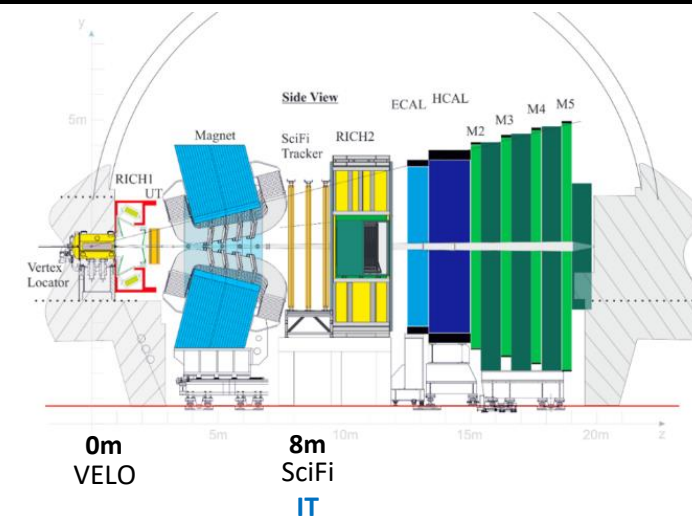 y
5m
Side View
ECAL
HCAL
M2
M3
M4
M5
Magnet
SciFi
Tracker
RICH2
RICH1
UT
Vertex
Locator
5m
10m
15m
20m
z
0m
VELO
8m
SciFi
IT